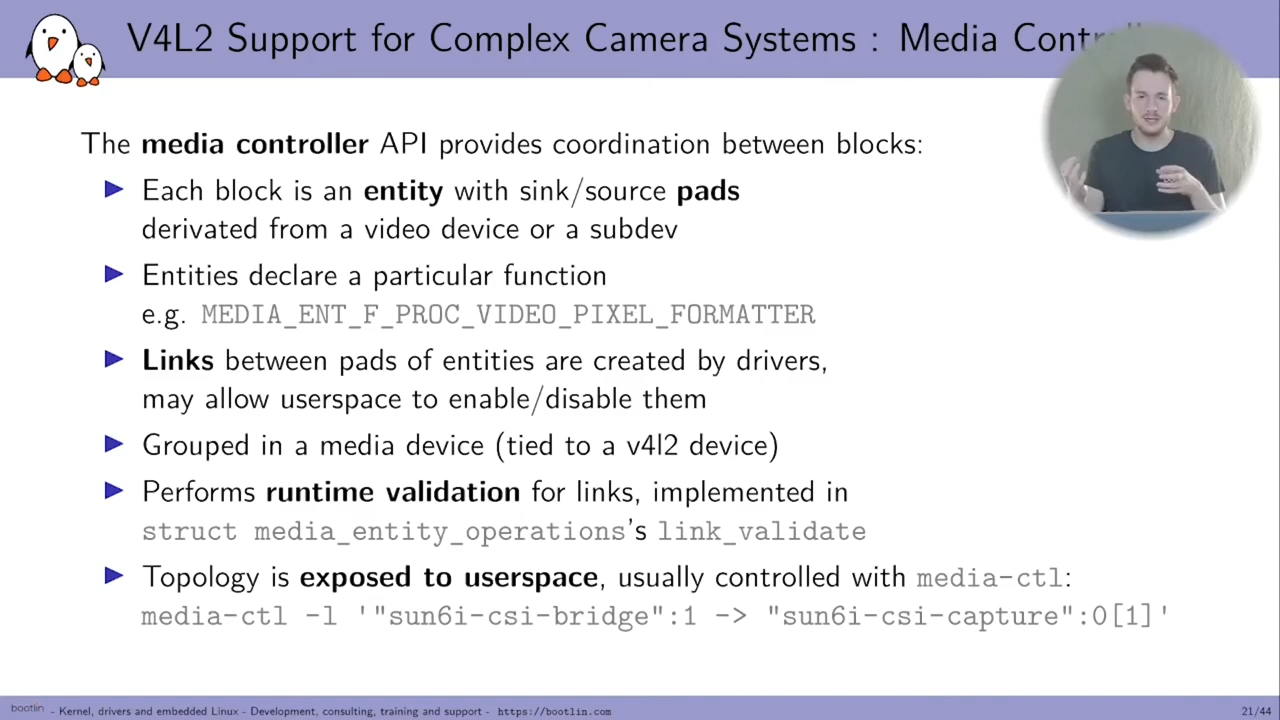 V4L2 Support for Complex Camera Systems : Media Contr
The media controller API provides coordination between blocks:
▶ Each block is an entity with sink/source pads
derivated from a video device or a subdev
▶ Entities declare a particular function
e.g. MEDIA_ENT_F_PROC_VIDEO_PIXEL_FORMATTER
▶ Links between pads of entities are created by drivers,
may allow userspace to enable/disable them
▶ Grouped in a media device (tied to a v4l2 device)
▶ Performs runtime validation for links, implemented in
struct media_entity_operations's link_validate
▶ Topology is exposed to userspace, usually controlled with media-ctl:
media-ctl -l '"sun6i-csi-bridge":1 -> "sun6i-csi-capture":0[1]'
bootlin - Kernel, drivers and embedded Linux - Development, consulting, training and support - https://bootlin.com
21/44